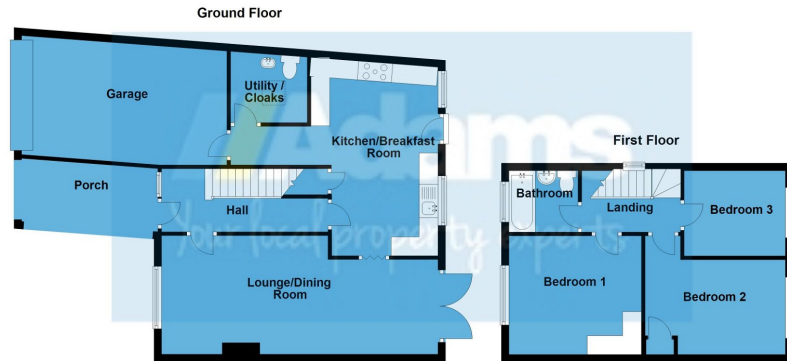 Ground Floor
Garage
Utility /
Cloaks
Kitchen/Breakfast
Room
Porch
Hall
Lounge/Dining
Room
Adams
Your local property experts
First Floor
Bathroom
Landing
Bedroom 3
Bedroom 1
Bedroom 2